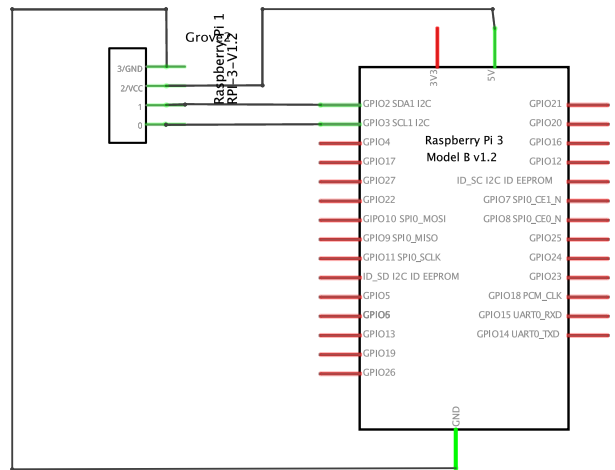 Grove2
Raspberry Pi 1
RPI-3-V1.2
3/GND
2/VCC
1
0
3V3
5V
GPIO2 SDA1 I2C
GPIO3 SCL1 I2C
GPIO4
GPIO17
GPIO27
GPIO22
GIPO10 SPI0_MOSI
GPIO9 SPI0_MISO
GPIO11 SPI0_SCLK
ID_SD I2C ID EEPROM
GPIO5
GPIO6
GPIO13
GPIO19
GPIO26
Raspberry Pi 3
Model B v1.2
GPIO21
GPIO20
GPIO16
GPIO12
ID_SC I2C ID EEPROM
GPIO7 SPI0_CE1_N
GPIO8 SPI0_CE0_N
GPIO25
GPIO24
GPIO23
GPIO18 PCM_CLK
GPIO15 UART0_RXD
GPIO14 UART0_TXD
GND